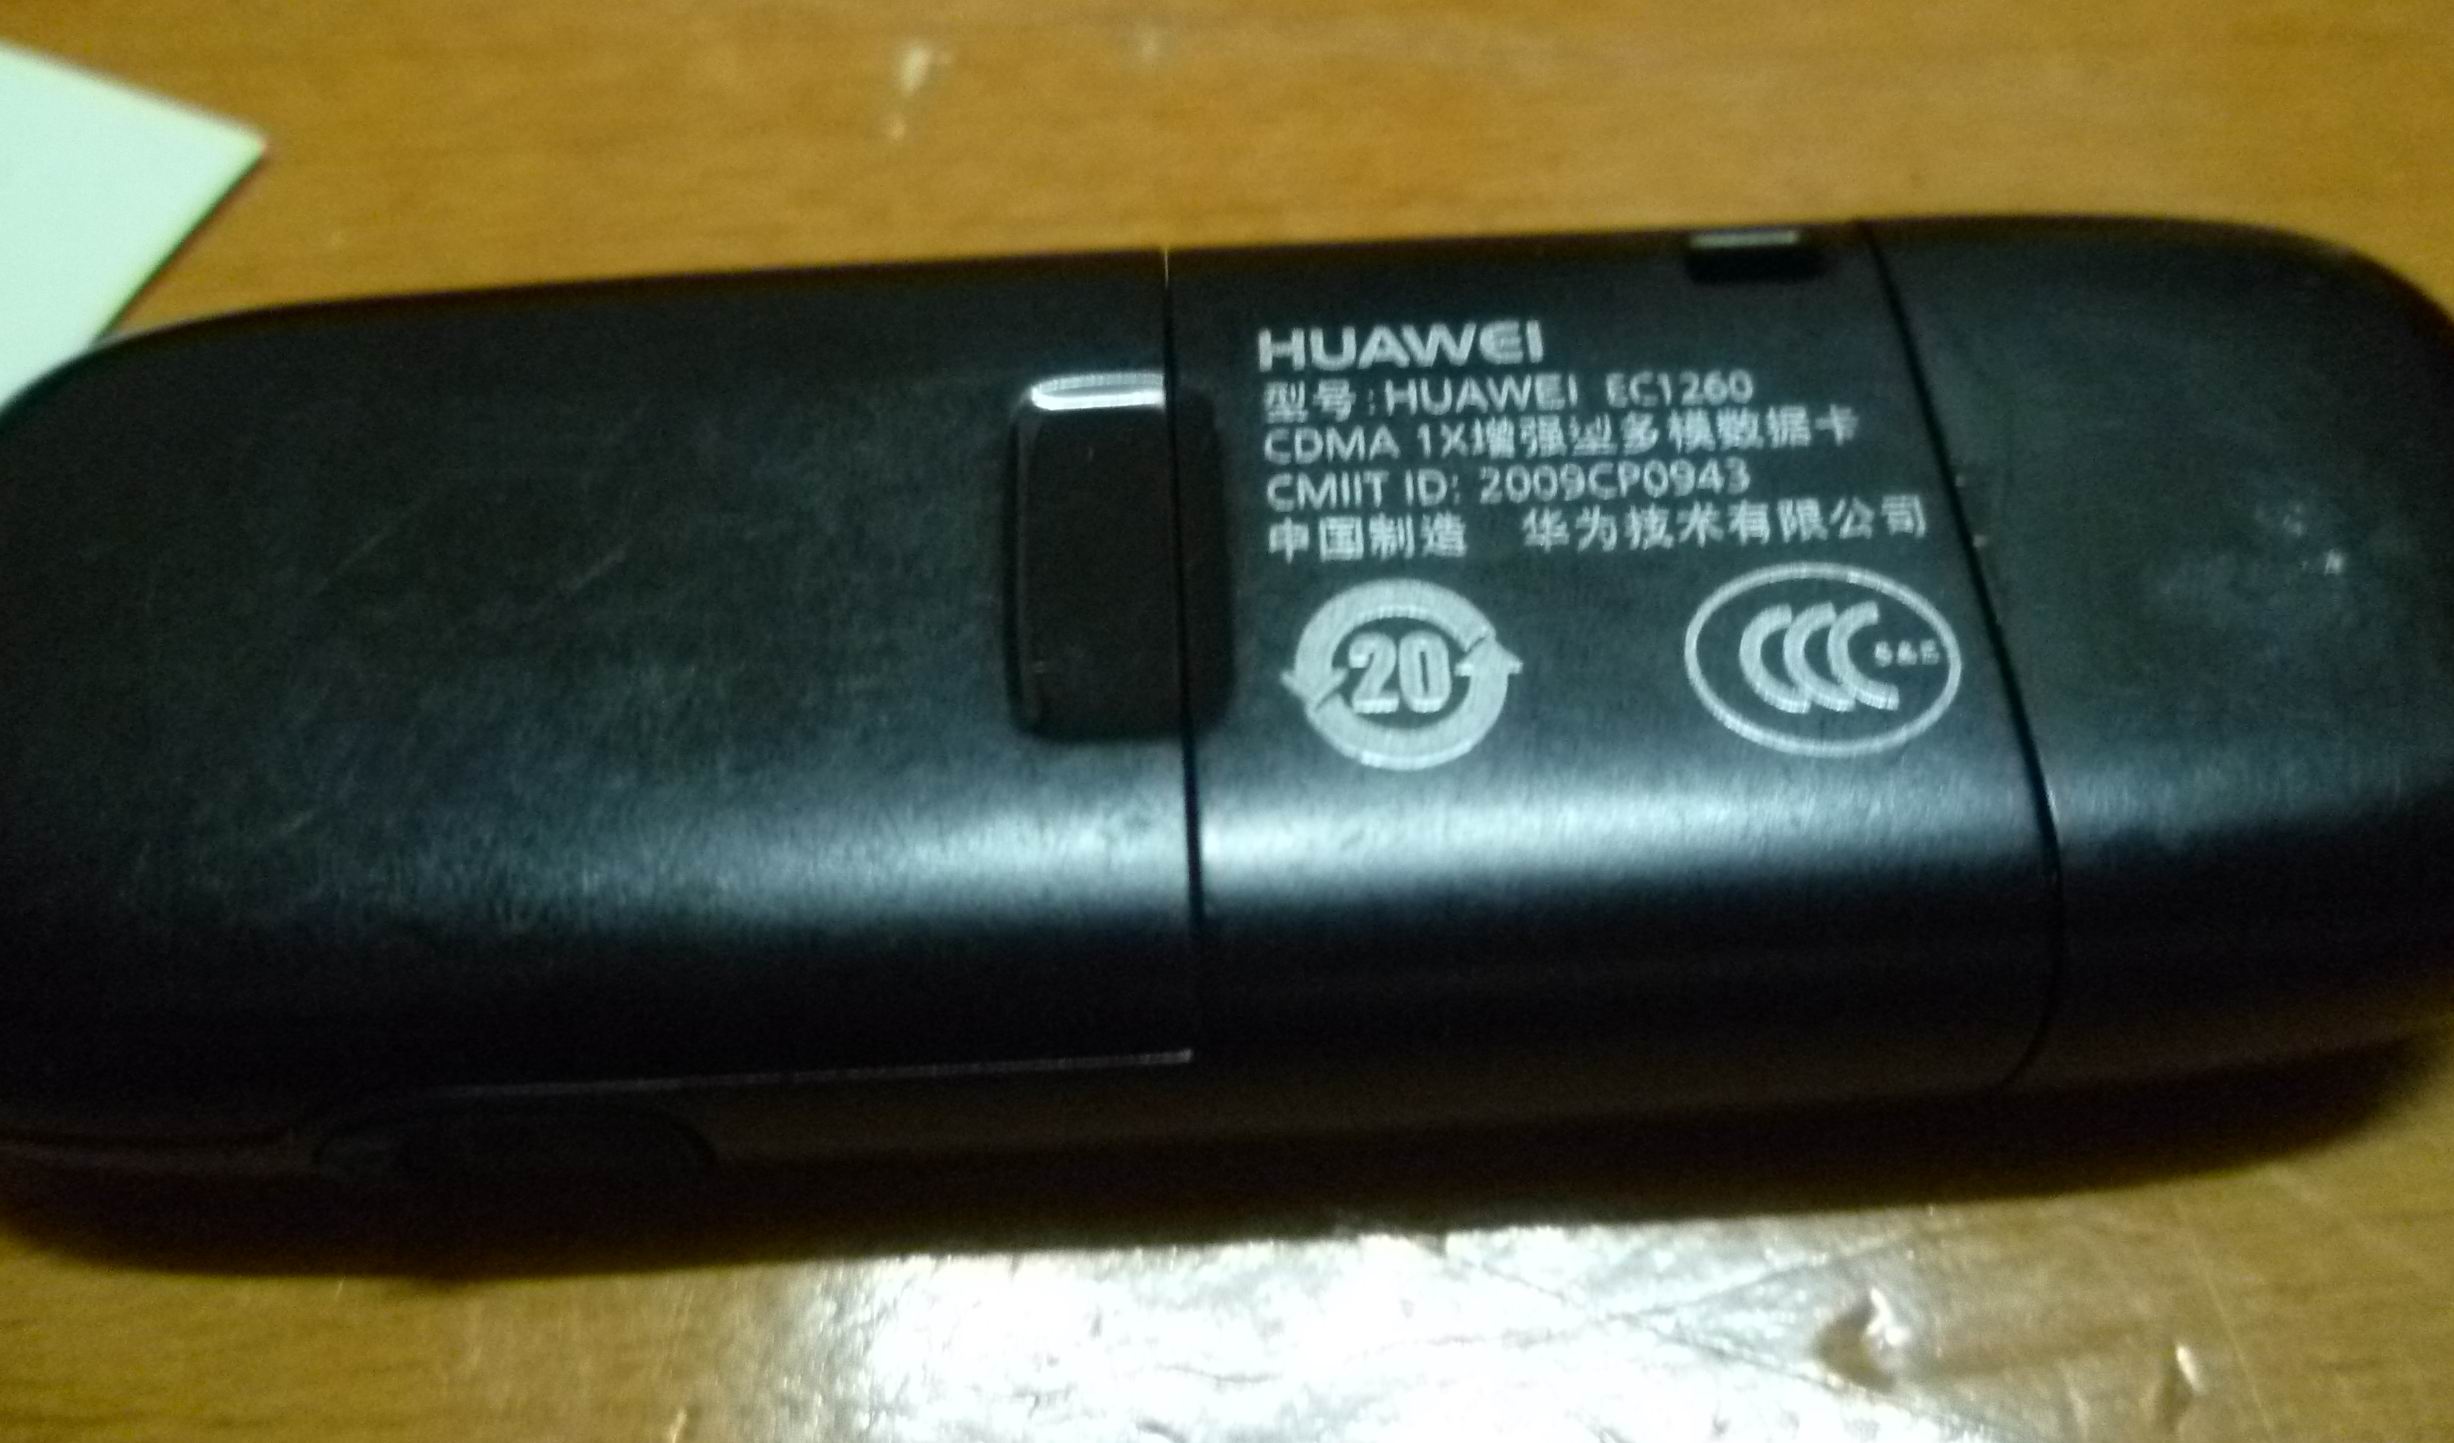 HUAWEI
型号:HUAWEI EC1260
CDMA 1X增强型多模数据卡
CMIIT ID: 2009CP0943
中国制造 华为技术有限公司
20
CCC S&E